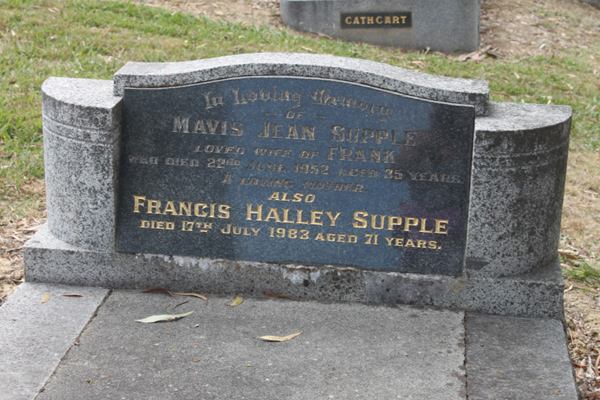 CATHCART
In Loving Memory
OF
MAVIS JEAN SUPPLE
LOVED WIFE OF FRANK
WHO DIED 22ND JUNE 1952 AGED 35 YEARS
A LOVING MOTHER
ALSO
FRANCIS HALLEY SUPPLE
DIED 17TH JULY 1983 AGED 71 YEARS.